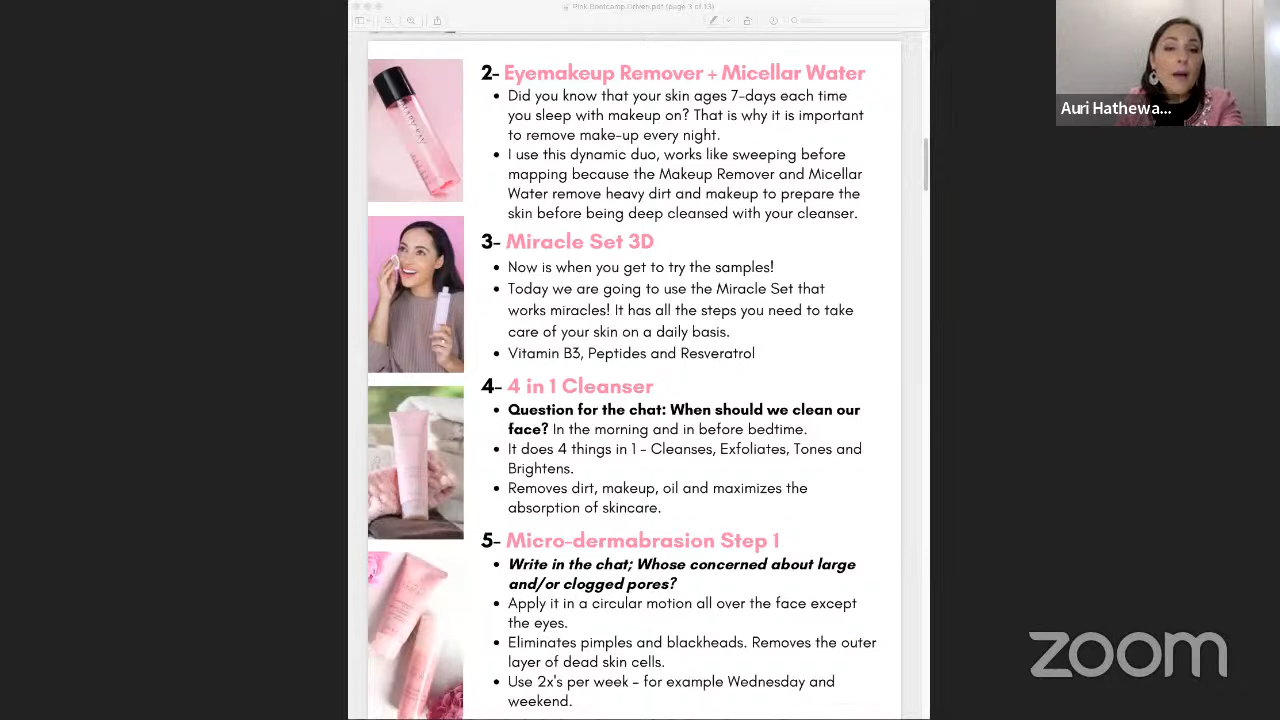 Pink Bootcamp.Driven.pdf (page 3 of 13)
2- Eyemakeup Remover + Micellar Water
• Did you know that your skin ages 7-days each time
you sleep with makeup on? That is why it is important
to remove make-up every night.
• I use this dynamic duo, works like sweeping before
mapping because the Makeup Remover and Micellar
Water remove heavy dirt and makeup to prepare the
skin before being deep cleansed with your cleanser.
3- Miracle Set 3D
• Now is when you get to try the samples!
• Today we are going to use the Miracle Set that
works miracles! It has all the steps you need to take
care of your skin on a daily basis.
• Vitamin B3, Peptides and Resveratrol
4- 4 in 1 Cleanser
• Question for the chat: When should we clean our
face? In the morning and in before bedtime.
• It does 4 things in 1 - Cleanses, Exfoliates, Tones and
Brightens.
• Removes dirt, makeup, oil and maximizes the
absorption of skincare.
5- Micro-dermabrasion Step 1
• Write in the chat; Whose concerned about large
and/or clogged pores?
• Apply it in a circular motion all over the face except
the eyes.
• Eliminates pimples and blackheads. Removes the outer
layer of dead skin cells.
• Use 2x's per week - for example Wednesday and
weekend.
MARY KAY
Auri Hathewa...
zoom